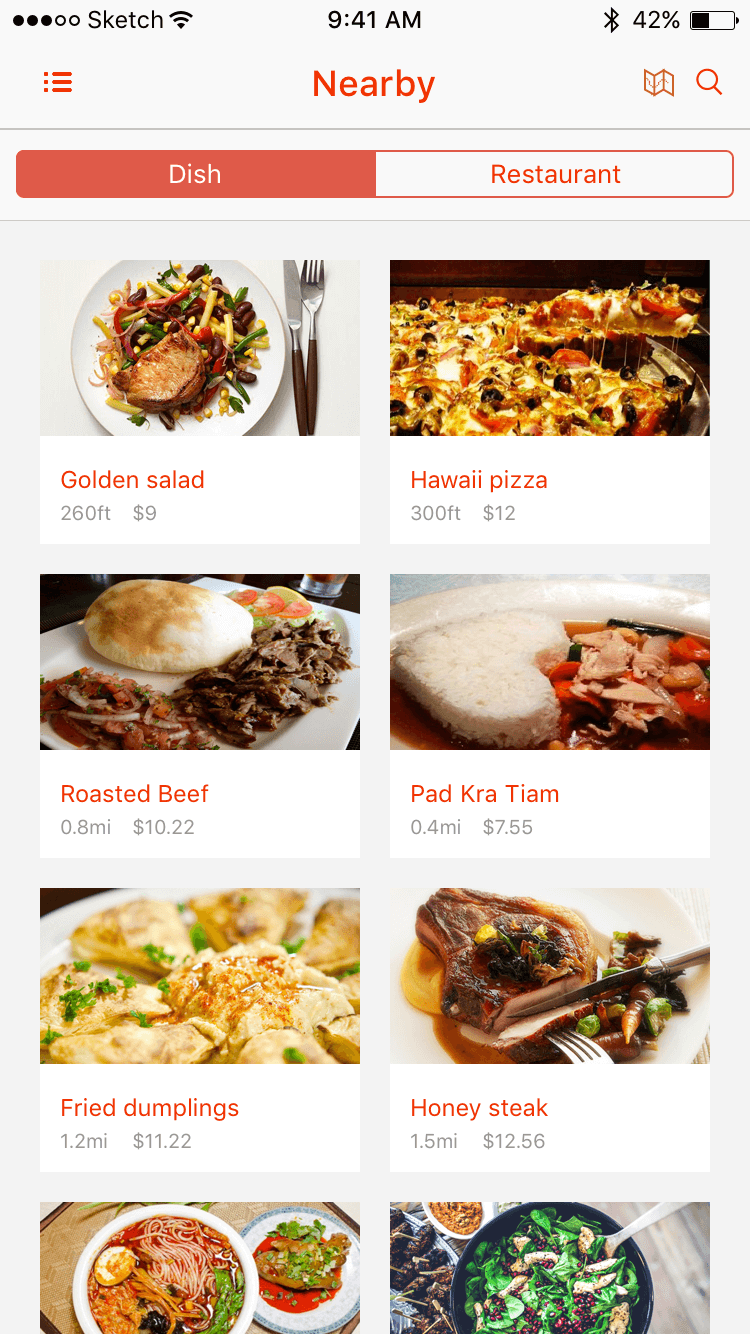 Sketch 9:41 AM 42%
Nearby
Dish Restaurant
Golden salad
260ft $9
Hawaii pizza
300ft $12
Roasted Beef
0.8mi $10.22
Pad Kra Tiam
0.4mi $7.55
Fried dumplings
1.2mi $11.22
Honey steak
1.5mi $12.56